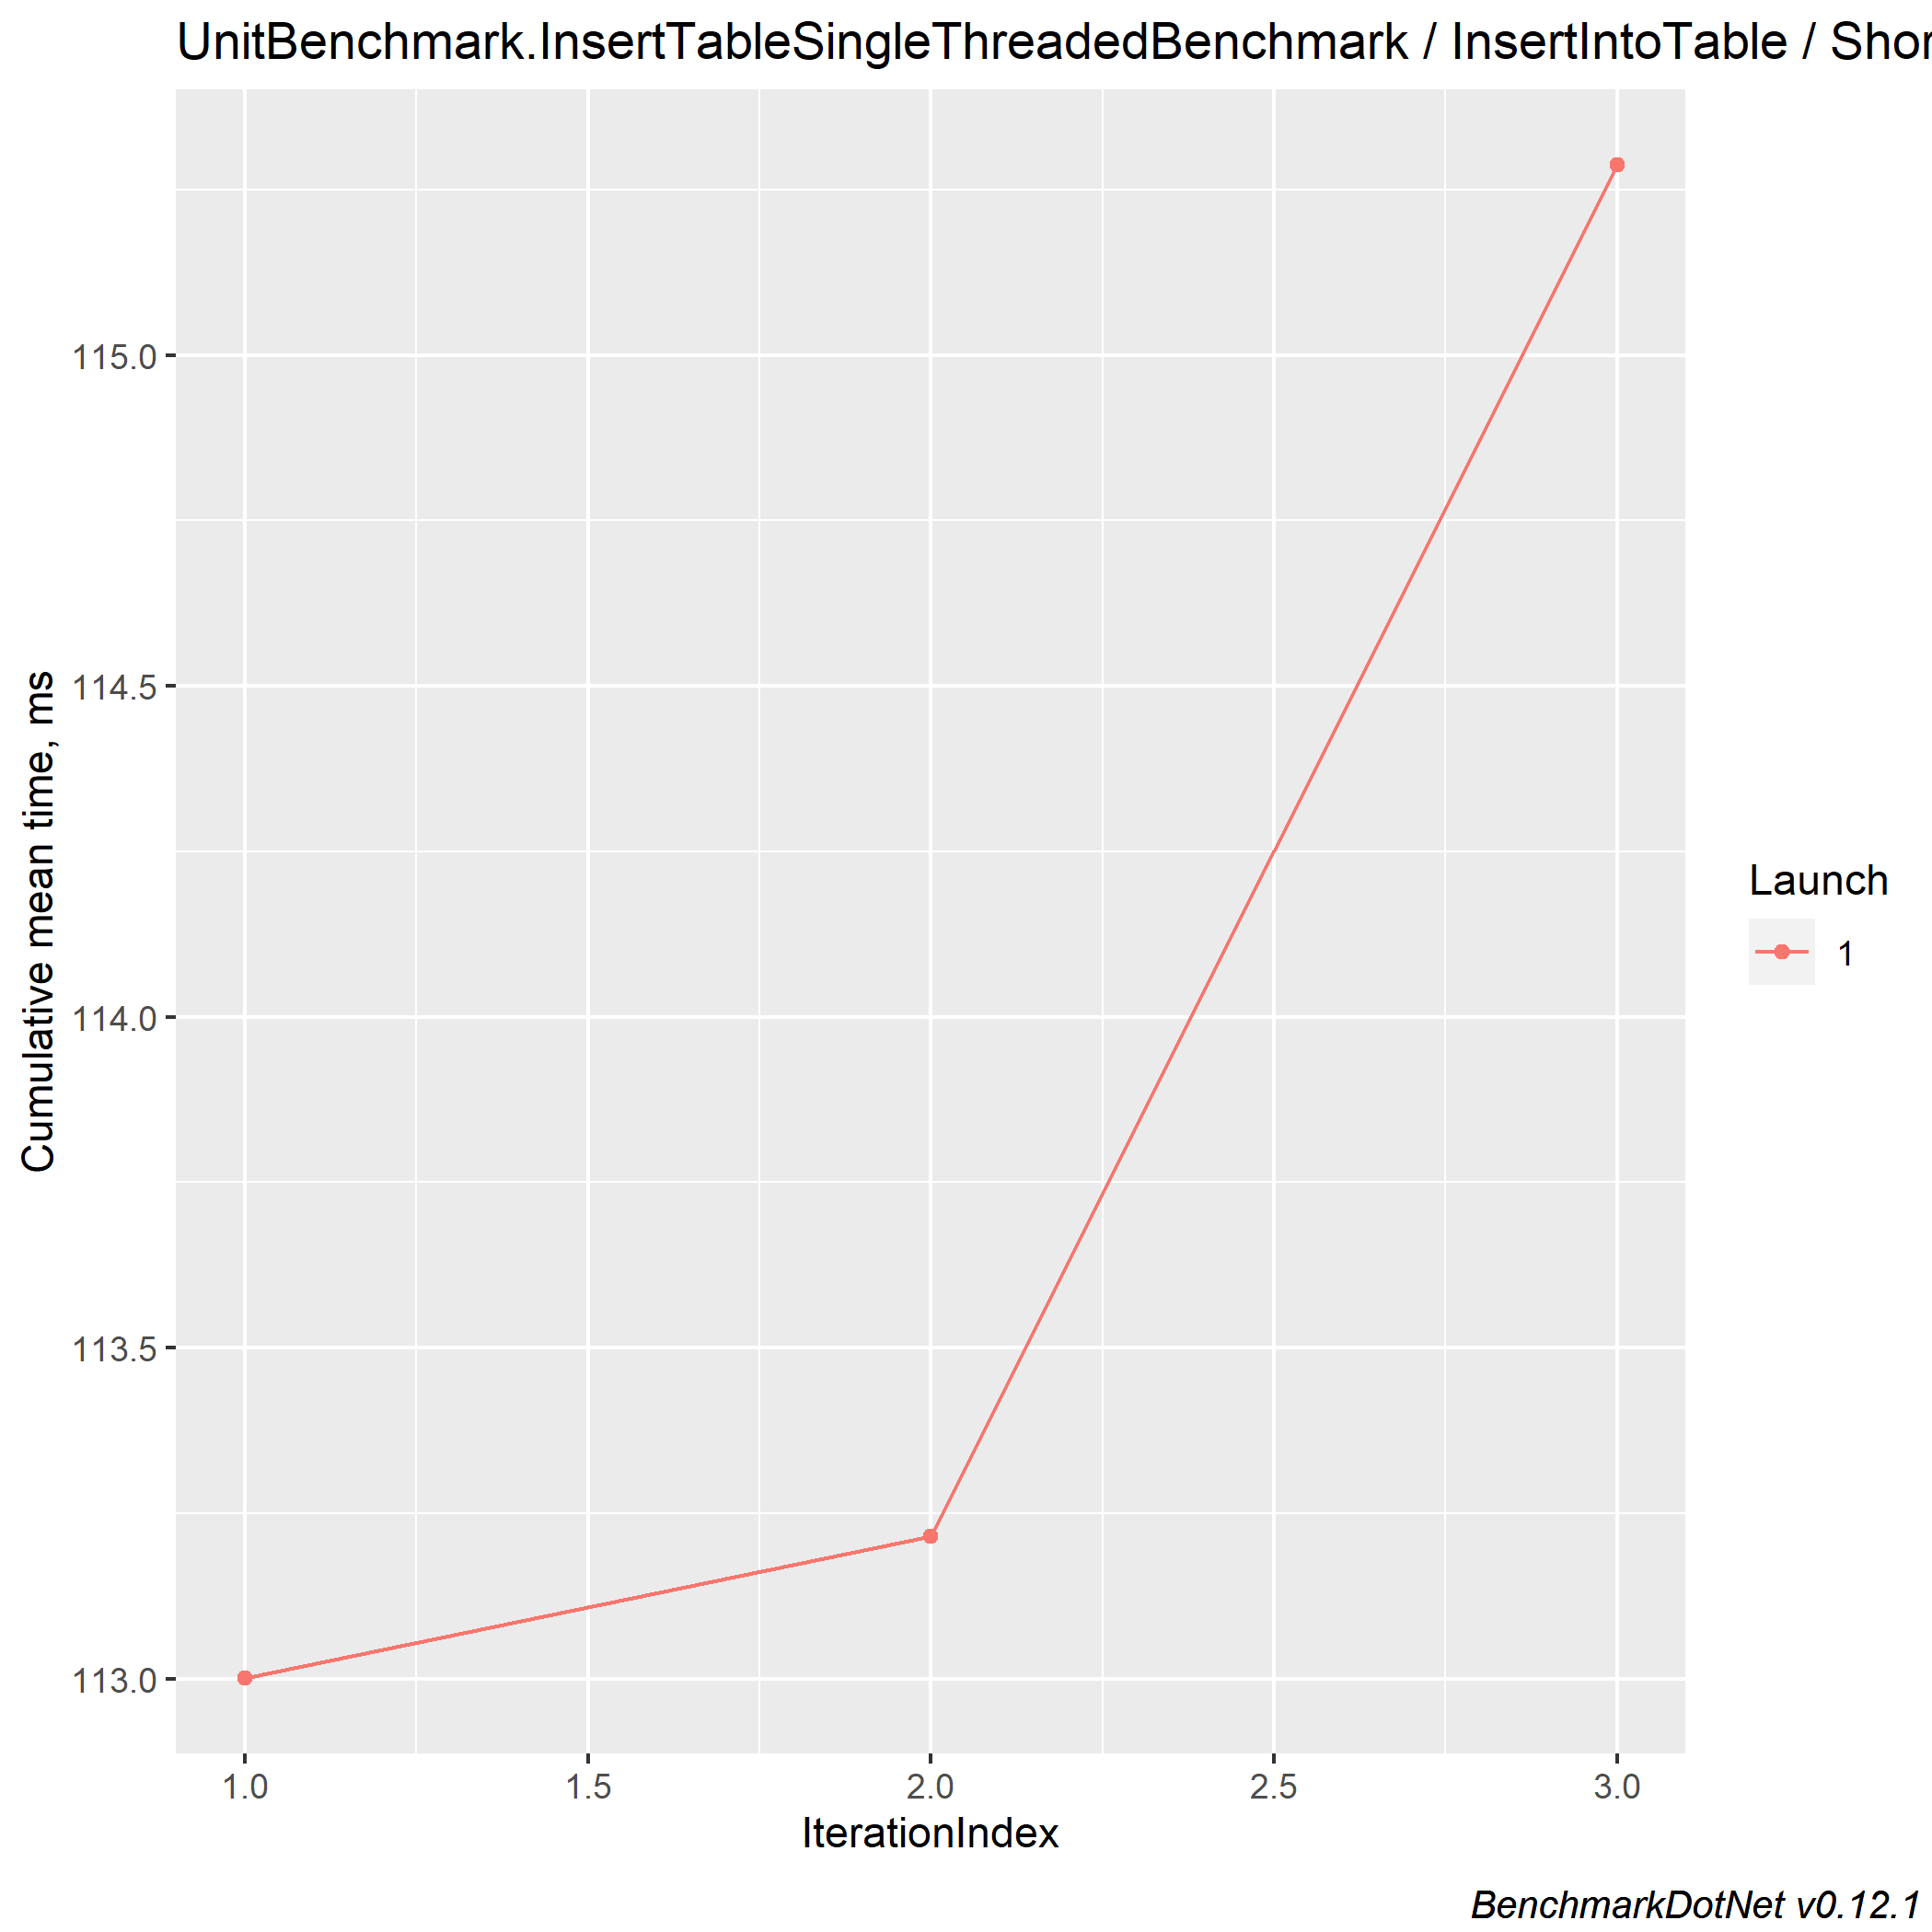 UnitBenchmark.InsertTableSingleThreadedBenchmark / InsertIntoTable /
Cumulative mean time, ms
115.0
114.5
114.0
113.5
113.0
1.0 1.5 2.0 2.5 3.0
IterationIndex
Launch
1
BenchmarkDotNet v0.12.1